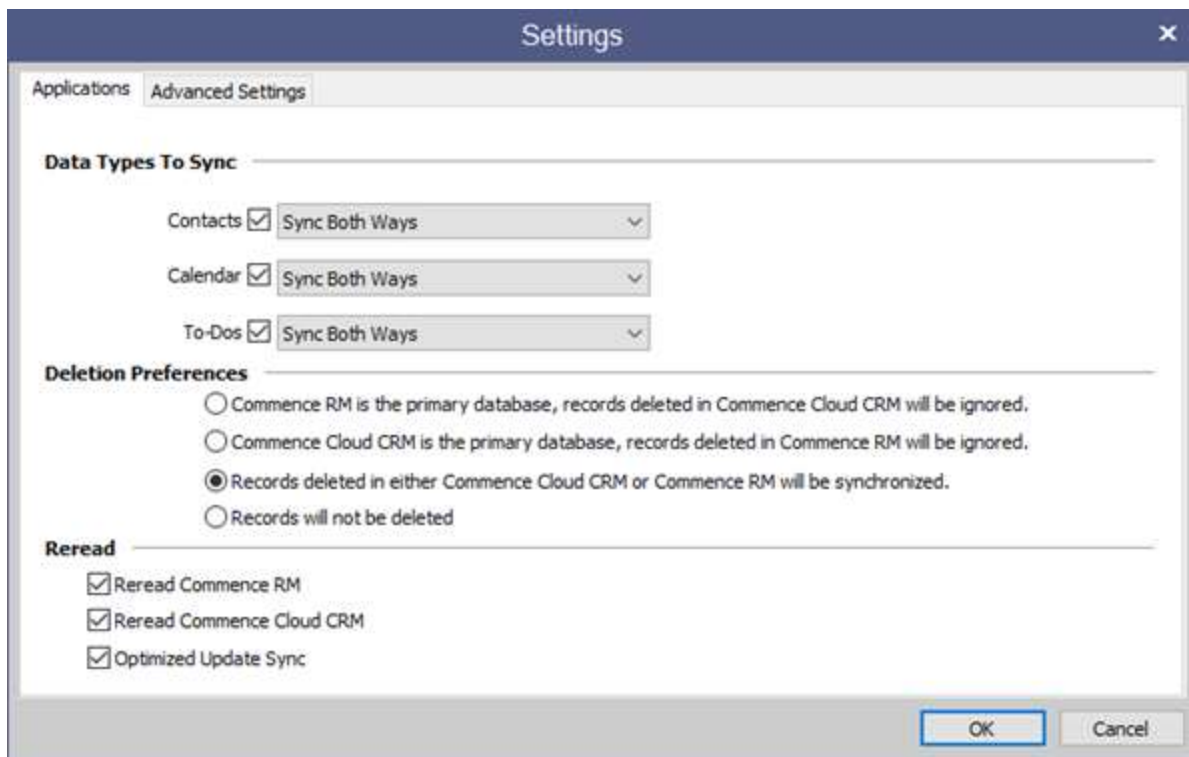 Settings
Applications Advanced Settings
Data Types To Sync
Contacts Sync Both Ways
Calendar Sync Both Ways
To-Dos Sync Both Ways
Deletion Preferences
Commence RM is the primary database, records deleted in Commence Cloud CRM will be ignored.
Commence Cloud CRM is the primary database, records deleted in Commence RM will be ignored.
Records deleted in either Commence Cloud CRM or Commence RM will be synchronized.
Records will not be deleted
Reread
Reread Commence RM
Reread Commence Cloud CRM
Optimized Update Sync
OK Cancel